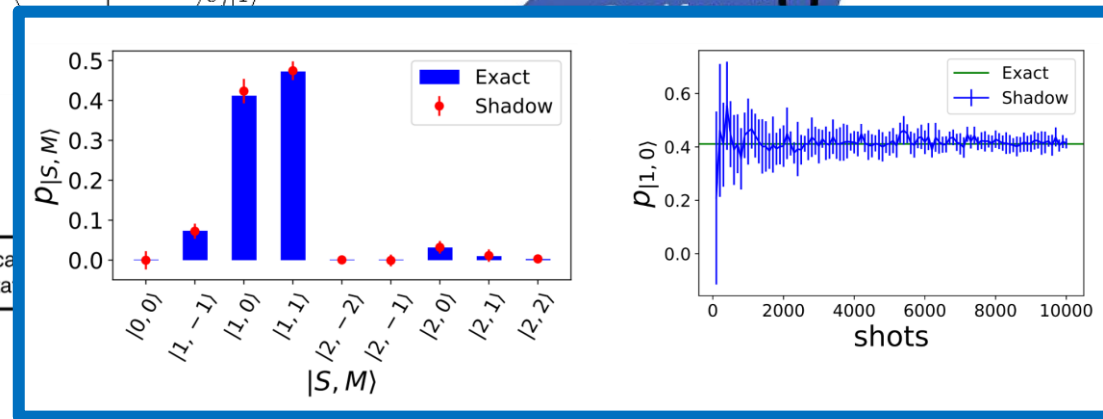 0.5
0.4
0.3
0.2
0.1
0.0
p|S, M⟩
Exact
Shadow
|0, 0⟩
|1, −1⟩
|1, 0⟩
|1, 1⟩
|2, −2⟩
|2, −1⟩
|2, 0⟩
|2, 1⟩
|2, 2⟩
|S, M⟩
0.6
0.4
0.2
0.0
p|1, 0⟩
Exact
Shadow
0 2000 4000 6000 8000 10000
shots